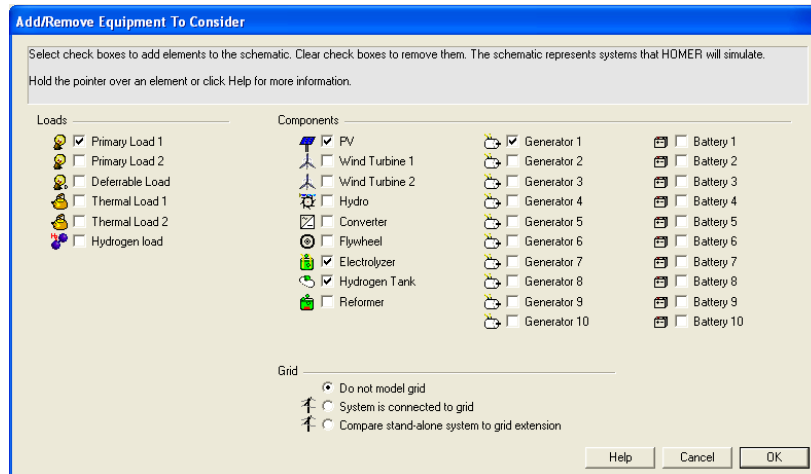 Add/Remove Equipment To Consider
Select check boxes to add elements to the schematic. Clear check boxes to remove them. The schematic represents systems that HOMER will simulate.
Hold the pointer over an element or click Help for more information.
Loads
Primary Load 1
Primary Load 2
Deferrable Load
Thermal Load 1
Thermal Load 2
Hydrogen load
Components
PV
Wind Turbine 1
Wind Turbine 2
Hydro
Converter
Flywheel
Electrolyzer
Hydrogen Tank
Reformer
Generator 1
Generator 2
Generator 3
Generator 4
Generator 5
Generator 6
Generator 7
Generator 8
Generator 9
Generator 10
Battery 1
Battery 2
Battery 3
Battery 4
Battery 5
Battery 6
Battery 7
Battery 8
Battery 9
Battery 10
Grid
Do not model grid
System is connected to grid
Compare stand-alone system to grid extension
Help
Cancel
OK